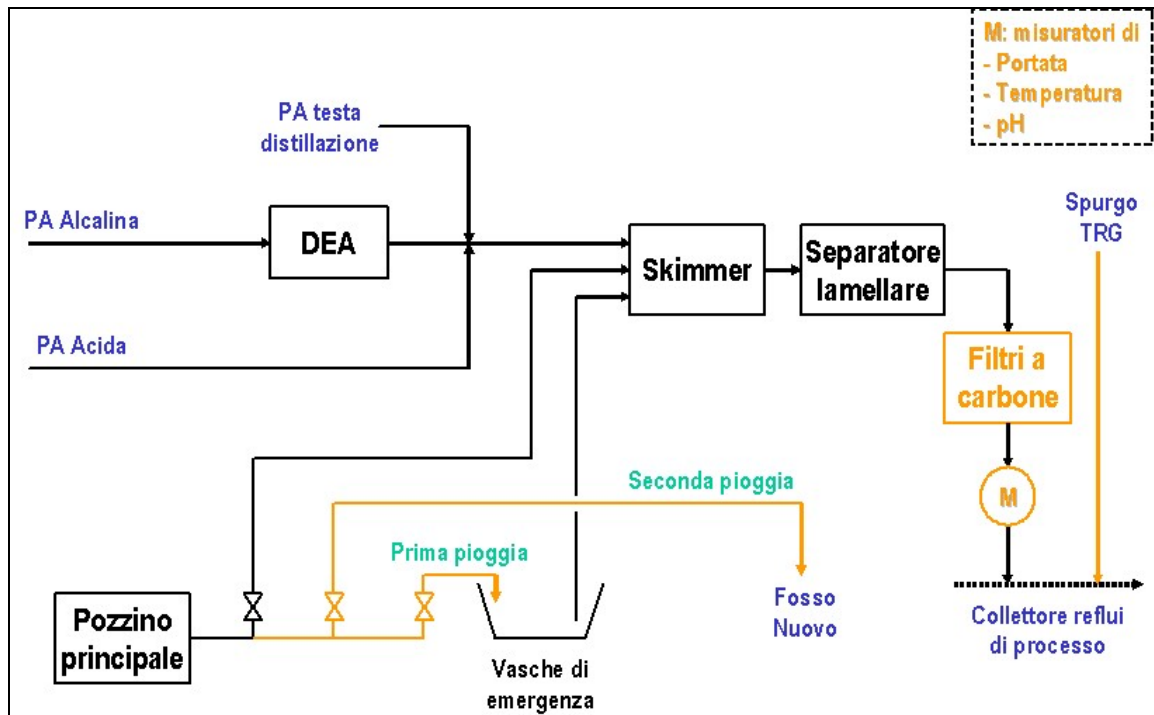 M: misuratori di
- Portata
- Temperatura
- pH
PA testa
distillazione
PA Alcalina
DEA
Skimmer
Separatore
lamellare
Spurgo
TRG
PA Acida
Filtri a
carbone
M
Seconda pioggia
Prima pioggia
Pozzino
principale
Vasche di
emergenza
Fosso
Nuovo
Collettore reflui
di processo